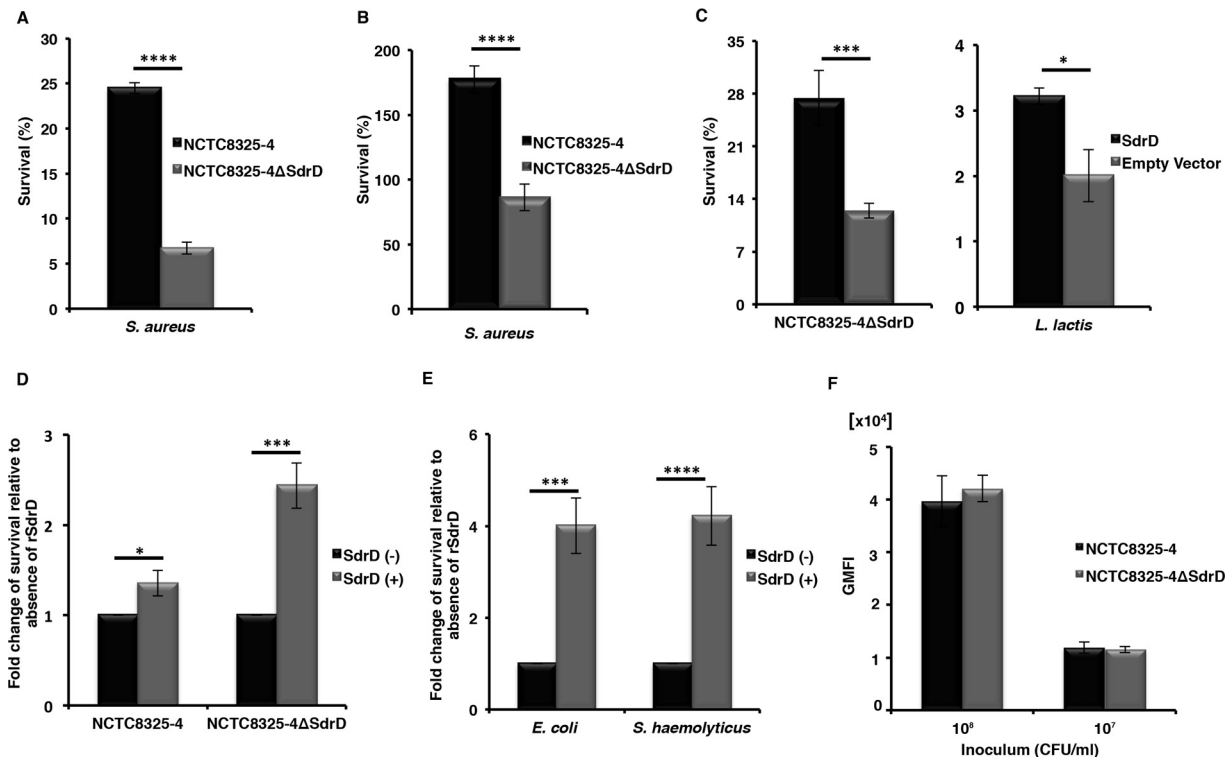 A
Survival (%)
30
25
20
15
10
5
0
****
NCTC8325-4
NCTC8325-4ΔSdrD
S. aureus
B
Survival (%)
200
150
100
50
0
****
NCTC8325-4
NCTC8325-4ΔSdrD
S. aureus
C
Survival (%)
35
28
21
14
7
0
***
NCTC8325-4ΔSdrD
4
3
2
1
0
*
SdrD
Empty Vector
L. lactis
D
Fold change of survival relative to
absence of rSdrD
3
2
1
0
*
***
SdrD (-)
SdrD (+)
NCTC8325-4
NCTC8325-4ΔSdrD
E
Fold change of survival relative to
absence of rSdrD
6
4
2
0
***
****
SdrD (-)
SdrD (+)
E. coli
S. haemolyticus
F
[x10⁴]
GMFI
5
4
3
2
1
0
NCTC8325-4
NCTC8325-4ΔSdrD
10⁸
10⁷
Inoculum (CFU/ml)